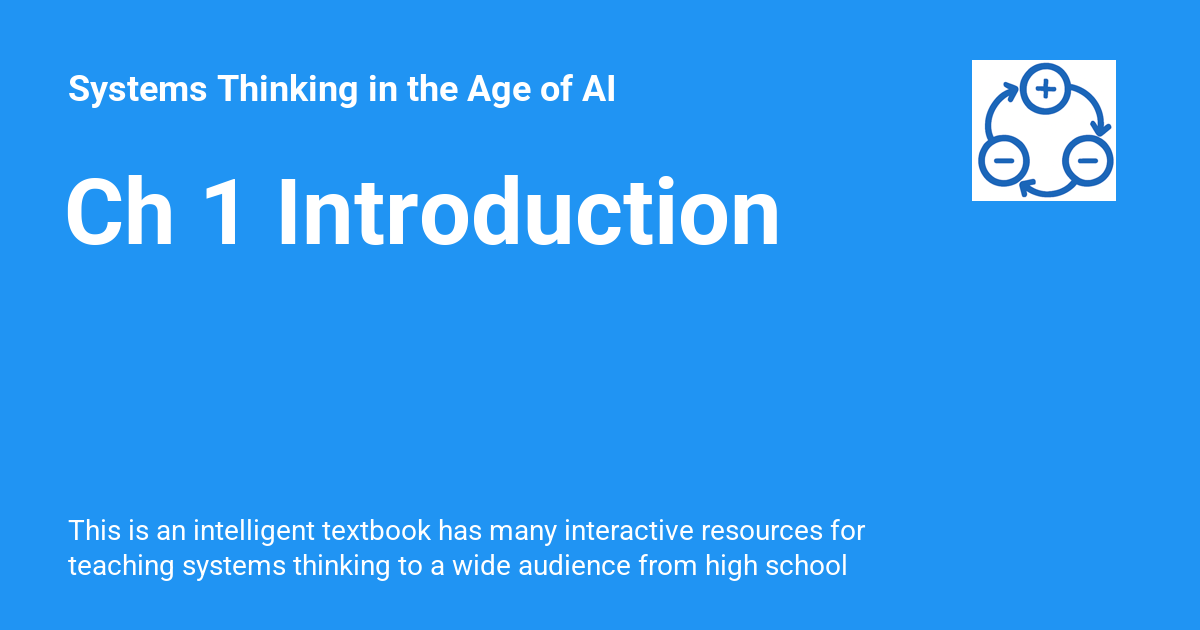 Systems Thinking in the Age of AI
Ch 1 Introduction
This is an intelligent textbook has many interactive resources for
teaching systems thinking to a wide audience from high school